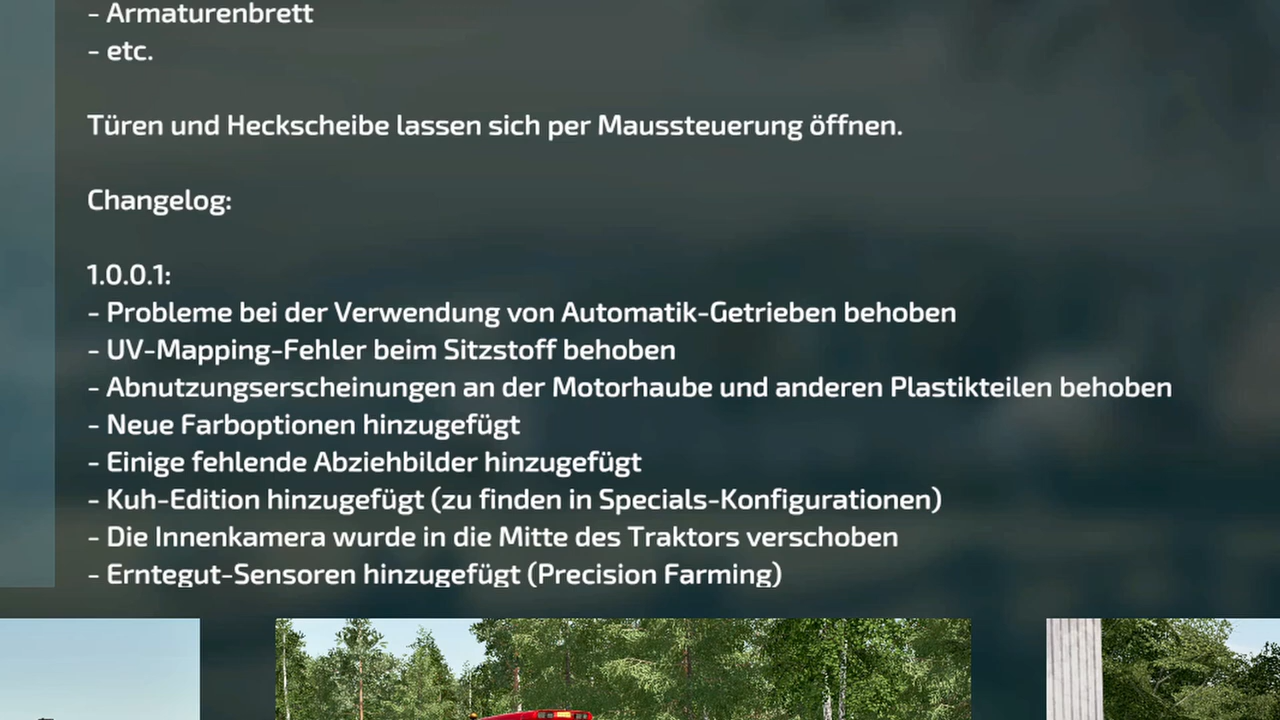 - Armaturenbrett
- etc.
Türen und Heckscheibe lassen sich per Maussteuerung öffnen.
Changelog:
1.0.0.1:
- Probleme bei der Verwendung von Automatik-Getrieben behoben
- UV-Mapping-Fehler beim Sitzstoff behoben
- Abnutzungserscheinungen an der Motorhaube und anderen Plastikteilen behoben
- Neue Farboptionen hinzugefügt
- Einige fehlende Abziehbilder hinzugefügt
- Kuh-Edition hinzugefügt (zu finden in Specials-Konfigurationen)
- Die Innenkamera wurde in die Mitte des Traktors verschoben
- Erntegut-Sensoren hinzugefügt (Precision Farming)